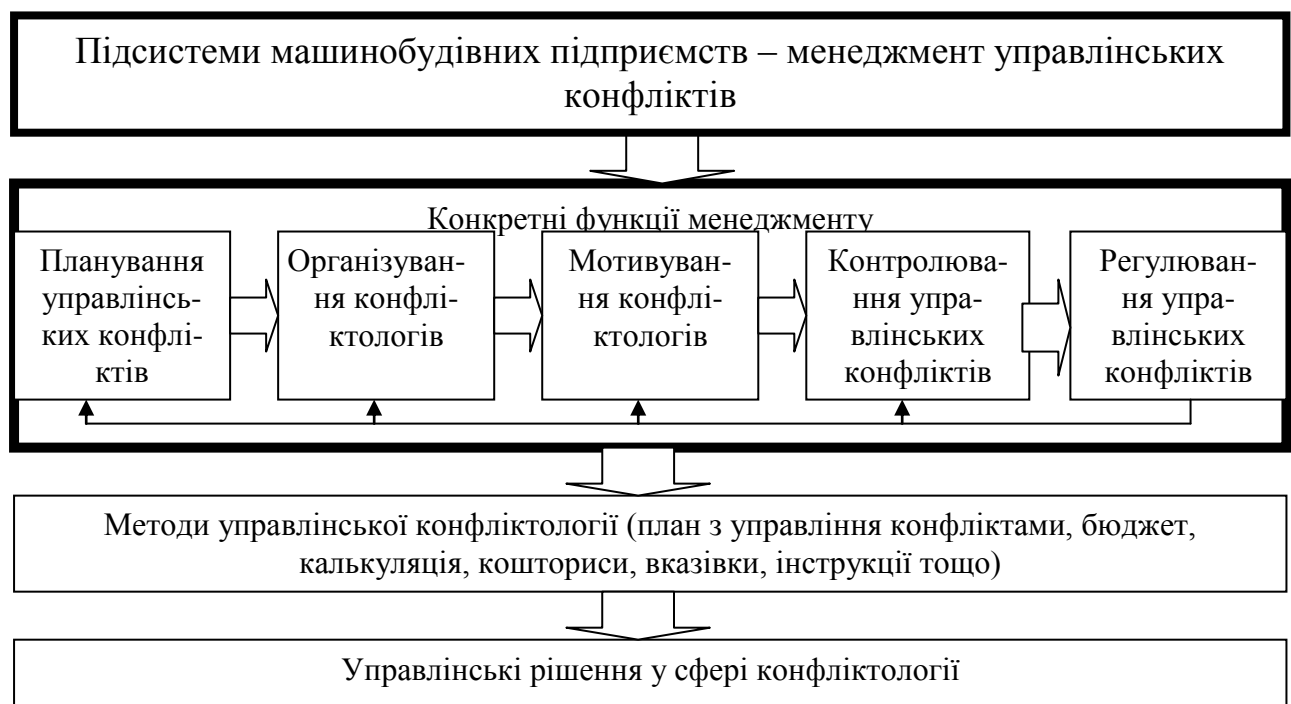 Підсистеми машинобудівних підприємств – менеджмент управлінських
конфліктів
Конкретні функції менеджменту
Планування
управлінсь-
ких конфлі-
ктів
Організуван-
ня конфлі-
ктологів
Мотивуван-
ня конфлі-
ктологів
Контролюва-
ння упра-
влінських
конфліктів
Регулюван-
ня упра-
влінських
конфліктів
Методи управлінської конфліктології (план з управління конфліктами, бюджет,
калькуляція, кошториси, вказівки, інструкції тощо)
Управлінські рішення у сфері конфліктології